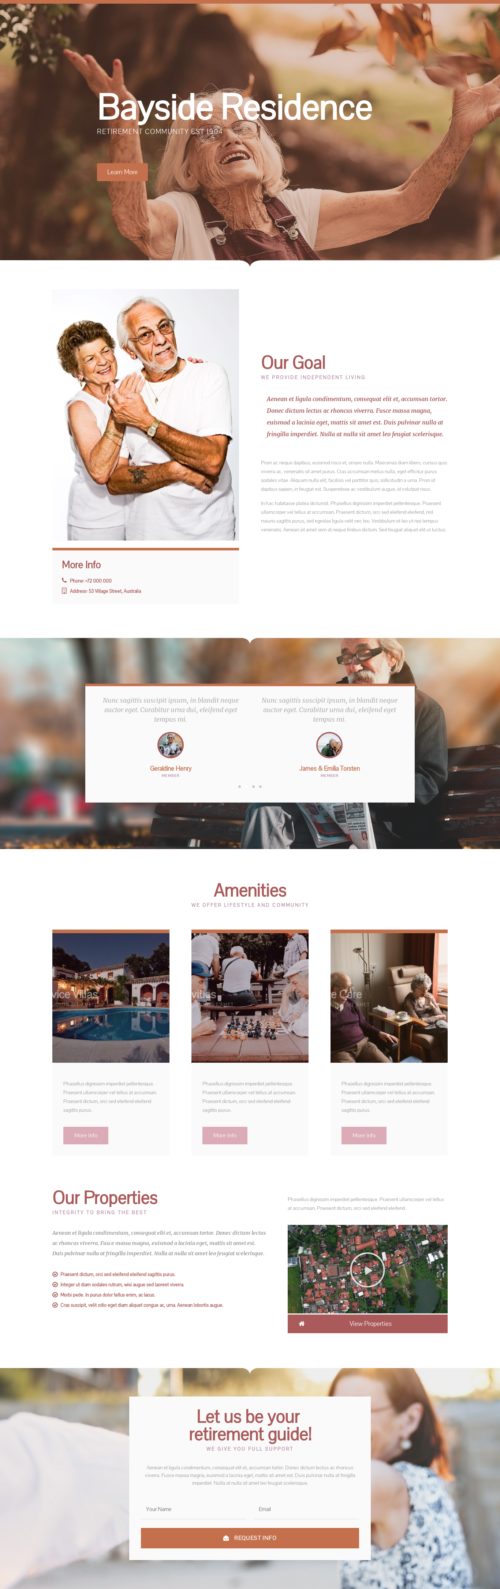 Bayside Residence
RETIREMENT COMMUNITY EST 1994
Learn More
Our Goal
WE PROVIDE INDEPENDENT LIVING
Aenean et ligula condimentum, consequat elit et, accumsan tortor.
Donec dictum lectus ac rhoncus viverra. Fusce massa magna,
euismod a lacinia eget, mattis sit amet est. Duis pulvinar nulla at
fringilla imperdiet. Nulla at nulla sit amet leo feugiat scelerisque.
More Info
Phone: +72 000 000
Address: 53 Village Street, Australia
Nunc sagittis suscipit ipsum, in blandit neque
auctor eget. Curabitur urna dui, eleifend eget
tempus mi.
Geraldine Henry
MEMBER
Nunc sagittis suscipit ipsum, in blandit neque
auctor eget. Curabitur urna dui, eleifend eget
tempus mi.
James & Emilia Torsten
MEMBER
Amenities
WE OFFER LIFESTYLE AND COMMUNITY
vice Villas
vities
e Care
Phasellus dignissim imperdiet pellentesque.
Praesent ullamcorper vel tellus at accumsan.
Praesent dictum, orci sed eleifend eleifend
sagittis purus.
More Info
Phasellus dignissim imperdiet pellentesque.
Praesent ullamcorper vel tellus at accumsan.
Praesent dictum, orci sed eleifend eleifend
sagittis purus.
More Info
Phasellus dignissim imperdiet pellentesque.
Praesent ullamcorper vel tellus at accumsan.
Praesent dictum, orci sed eleifend eleifend
sagittis purus.
More Info
Our Properties
INTEGRITY TO BRING THE BEST
Aenean et ligula condimentum, consequat elit et, accumsan tortor. Donec dictum lectus
ac rhoncus viverra. Fusce massa magna, euismod a lacinia eget, mattis sit amet est.
Duis pulvinar nulla at fringilla imperdiet. Nulla at nulla sit amet leo feugiat scelerisque.
Praesent dictum, orci sed eleifend eleifend sagittis purus.
Integer ut diam sodales rutrum, wisi augue sed laoreet viverra.
Morbi pede. In purus dolor tellus enim, ac lacus.
Cras suscipit, velit odio eget diam aliquet congue ac, urna. Aenean lobortis augue.
Phasellus dignissim imperdiet pellentesque. Praesent ullamcorper vel tellus
at accumsan. Praesent dictum, orci sed eleifend eleifend.
View Properties
Let us be your
retirement guide!
WE GIVE YOU FULL SUPPORT
Aenean et ligula condimentum, consequat elit et, accumsan tortor. Donec dictum lectus ac rhoncus
viverra. Fusce massa magna, euismod a lacinia eget, mattis sit amet est. Duis pulvinar nulla at fringilla
imperdiet. Nulla at nulla sit amet leo feugiat scelerisque.
Your Name
Email
REQUEST INFO